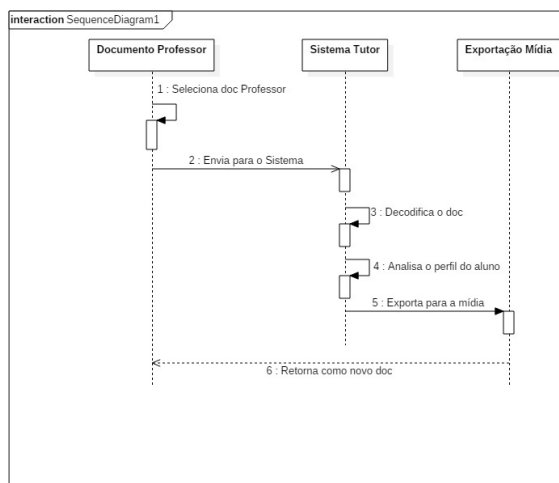 interaction SequenceDiagram1
Documento Professor
Sistema Tutor
Exportação Mídia
1 : Seleciona doc Professor
2 : Envia para o Sistema
3 : Decodifica o doc
4 : Analisa o perfil do aluno
5 : Exporta para a mídia
6 : Retorna como novo doc